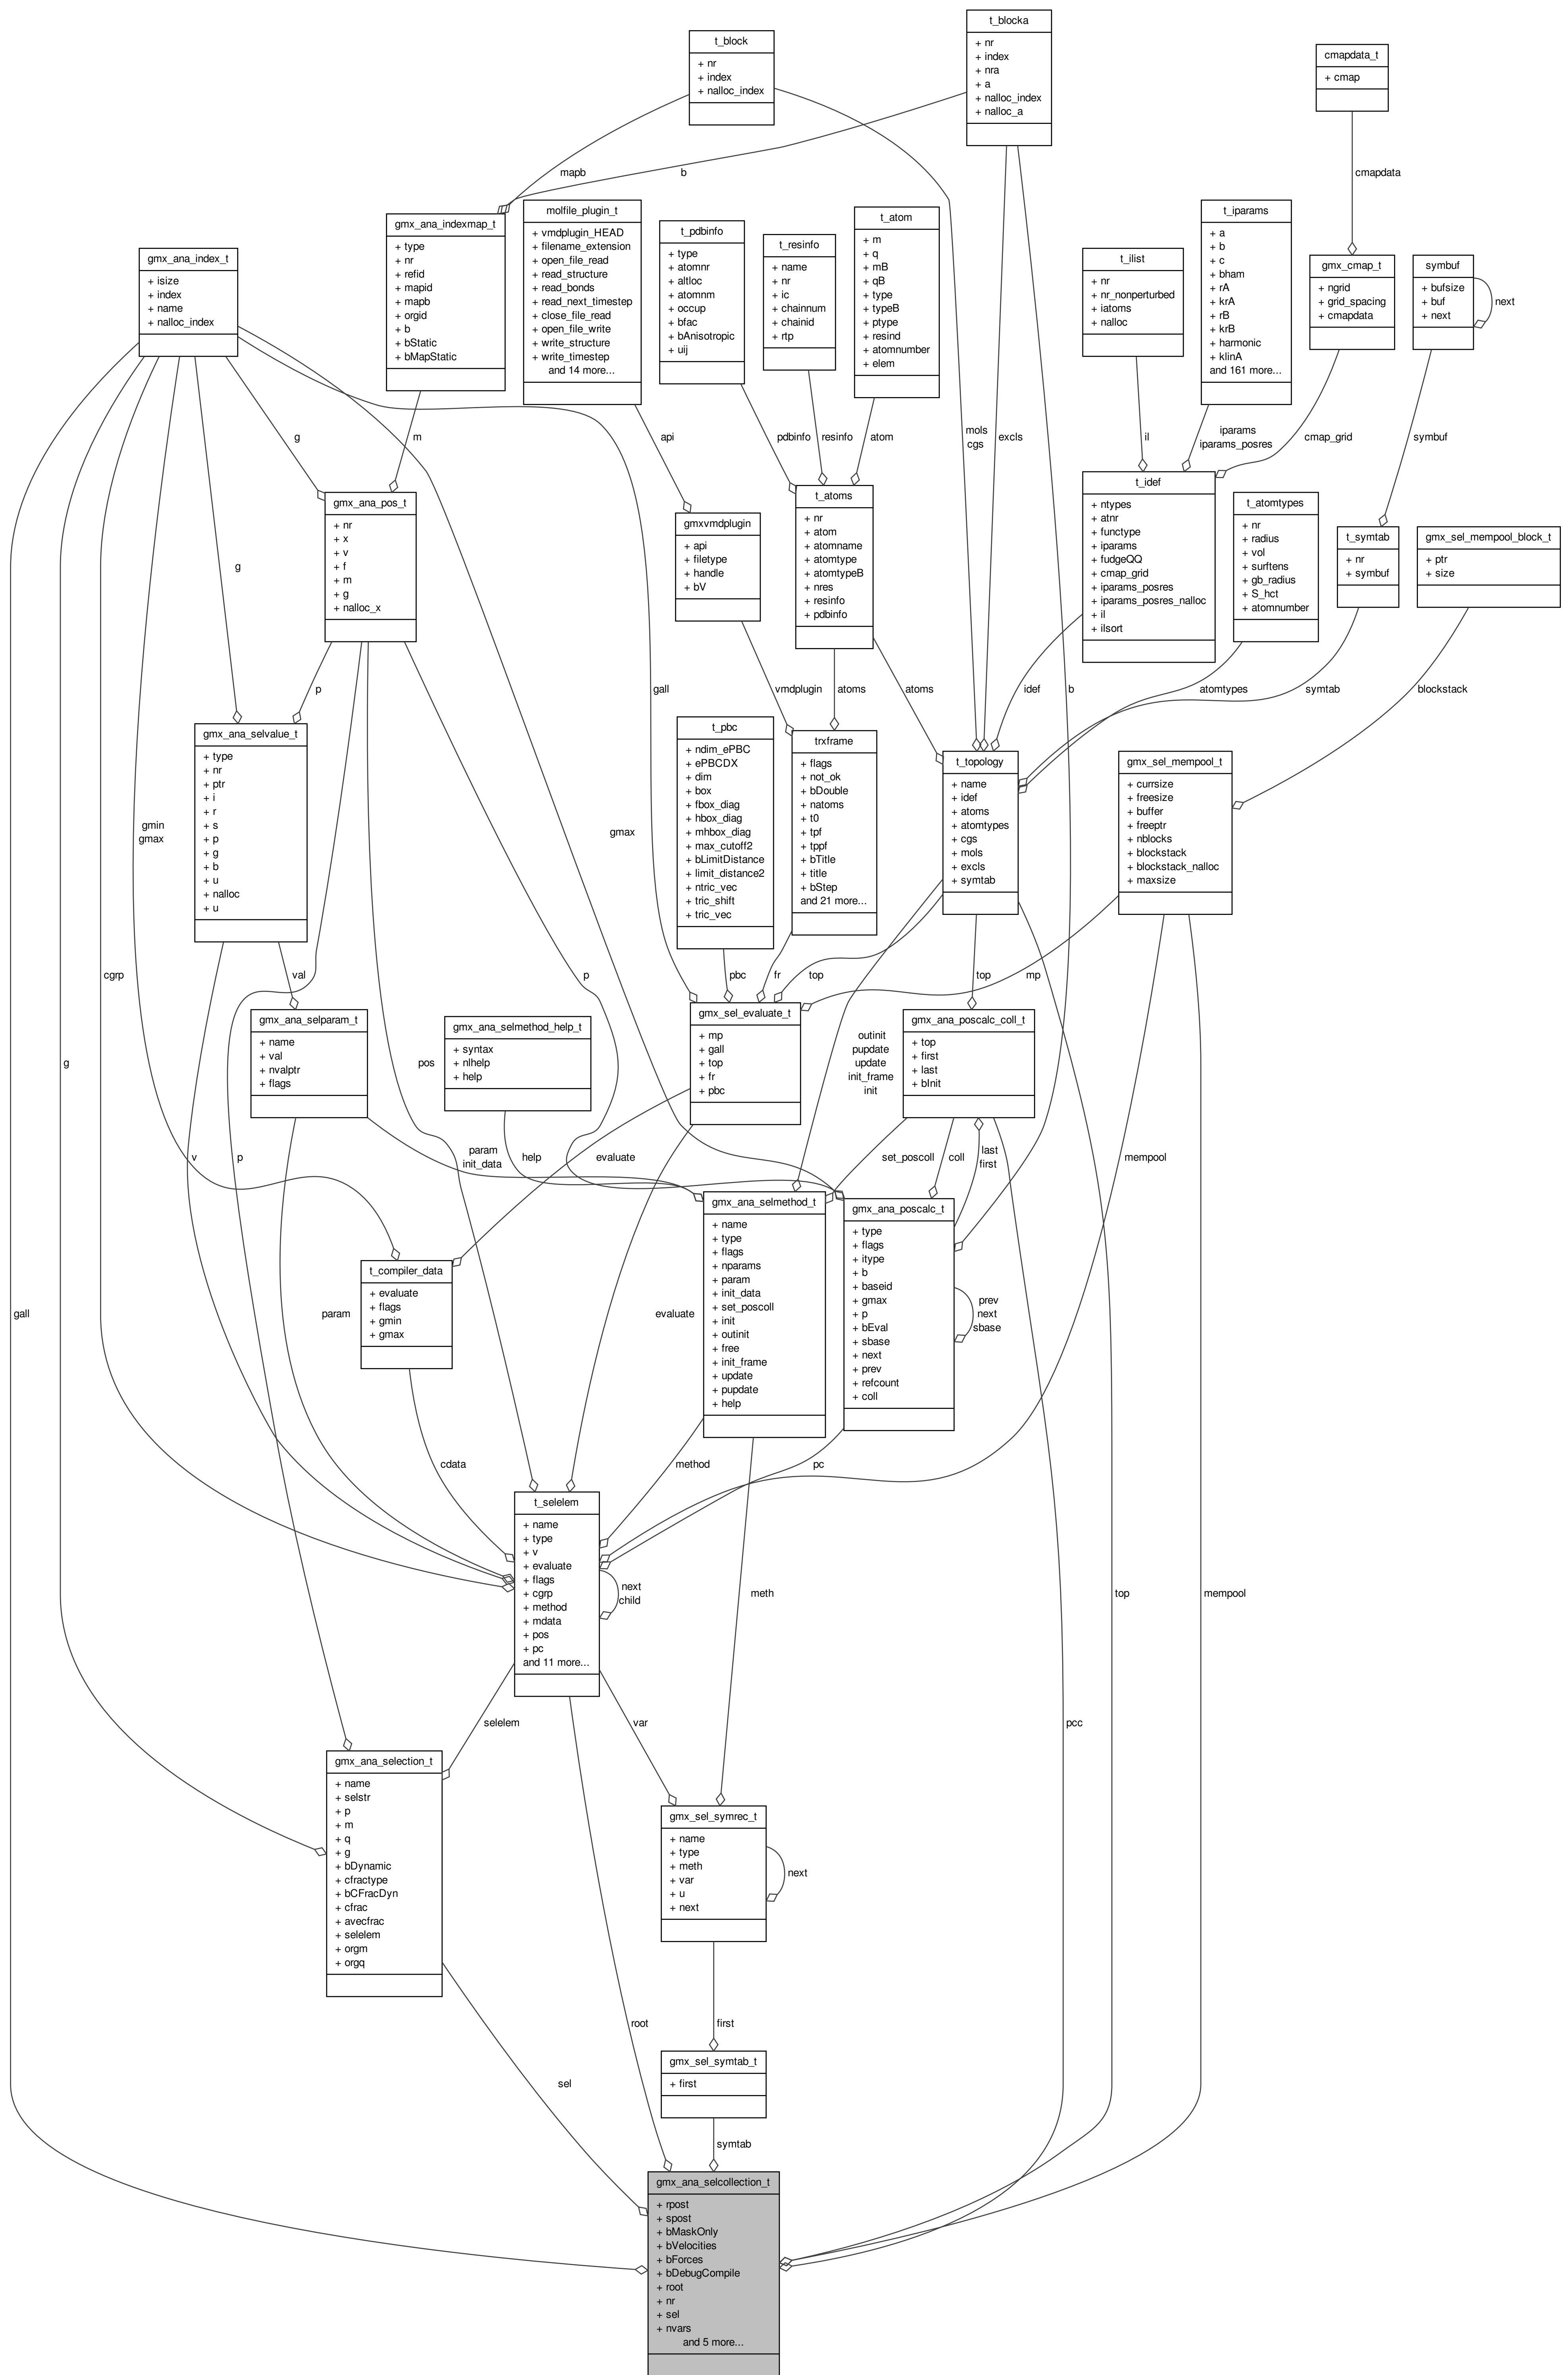 t_blocka
+ nr
+ index
+ nra
+ a
+ nalloc_index
+ nalloc_a
t_block
+ nr
+ index
+ nalloc_index
cmapdata_t
+ cmap
mapb
b
cmapdata
gmx_ana_indexmap_t
+ type
+ nr
+ refid
+ mapid
+ mapb
+ orgid
+ b
+ bStatic
+ bMapStatic
molfile_plugin_t
+ vmdplugin_HEAD
+ filename_extension
+ open_file_read
+ read_structure
+ read_bonds
+ read_next_timestep
+ close_file_read
+ open_file_write
+ write_structure
+ write_timestep
and 14 more...
t_pdbinfo
+ type
+ atomnr
+ altloc
+ atomnm
+ occup
+ bfac
+ bAnisotropic
+ uij
t_resinfo
+ name
+ nr
+ ic
+ chainnum
+ chainid
+ rtp
t_atom
+ m
+ q
+ mB
+ qB
+ type
+ typeB
+ ptype
+ resind
+ atomnumber
+ elem
t_ilist
+ nr
+ nr_nonperturbed
+ iatoms
+ nalloc
t_iparams
+ a
+ b
+ c
+ bham
+ rA
+ krA
+ rB
+ krB
+ harmonic
+ klinA
and 161 more...
gmx_cmap_t
+ ngrid
+ grid_spacing
+ cmapdata
symbuf
+ bufsize
+ buf
+ next
next
gmx_ana_index_t
+ isize
+ index
+ name
+ nalloc_index
g
m
api
pdbinfo
resinfo
atom
mols
cgs
excls
il
iparams
iparams_posres
cmap_grid
symbuf
gmx_ana_pos_t
+ nr
+ x
+ v
+ f
+ m
+ g
+ nalloc_x
gmxvmdplugin
+ api
+ filetype
+ handle
+ bV
t_atoms
+ nr
+ atom
+ atomname
+ atomtype
+ atomtypeB
+ nres
+ resinfo
+ pdbinfo
t_idef
+ ntypes
+ atnr
+ functype
+ iparams
+ fudgeQQ
+ cmap_grid
+ iparams_posres
+ iparams_posres_nalloc
+ il
+ ilsort
t_atomtypes
+ nr
+ radius
+ vol
+ surftens
+ gb_radius
+ S_hct
+ atomnumber
t_symtab
+ nr
+ symbuf
gmx_sel_mempool_block_t
+ ptr
+ size
g
p
gall
vmdplugin
atoms
atoms
idef
b
atomtypes
symtab
blockstack
gmx_ana_selvalue_t
+ type
+ nr
+ ptr
+ i
+ r
+ s
+ p
+ g
+ b
+ u
+ nalloc
+ u
t_pbc
+ ndim_ePBC
+ ePBCDX
+ dim
+ box
+ fbox_diag
+ hbox_diag
+ mhbox_diag
+ max_cutoff2
+ bLimitDistance
+ limit_distance2
+ ntric_vec
+ tric_shift
+ tric_vec
trxframe
+ flags
+ not_ok
+ bDouble
+ natoms
+ t0
+ tpf
+ tppf
+ bTitle
+ title
+ bStep
and 21 more...
t_topology
+ name
+ idef
+ atoms
+ atomtypes
+ cgs
+ mols
+ excls
+ symtab
gmx_sel_mempool_t
+ currsize
+ freesize
+ buffer
+ freeptr
+ nblocks
+ blockstack
+ blockstack_nalloc
+ maxsize
gmin
gmax
gmax
cgrp
val
p
pbc
fr
top
top
mp
gmx_ana_selparam_t
+ name
+ val
+ nvalptr
+ flags
gmx_ana_selmethod_help_t
+ syntax
+ nlhelp
+ help
gmx_sel_evaluate_t
+ mp
+ gall
+ top
+ fr
+ pbc
gmx_ana_poscalc_coll_t
+ top
+ first
+ last
+ bInit
g
pos
outinit
pupdate
update
init_frame
init
v
p
param
init_data
help
evaluate
set_poscoll
coll
last
first
mempool
t_compiler_data
+ evaluate
+ flags
+ gmin
+ gmax
gmx_ana_selmethod_t
+ name
+ type
+ flags
+ nparams
+ param
+ init_data
+ set_poscoll
+ init
+ outinit
+ free
+ init_frame
+ update
+ pupdate
+ help
gmx_ana_poscalc_t
+ type
+ flags
+ itype
+ b
+ baseid
+ gmax
+ p
+ bEval
+ sbase
+ next
+ prev
+ refcount
+ coll
prev
next
sbase
gall
param
evaluate
cdata
method
pc
t_selelem
+ name
+ type
+ v
+ evaluate
+ flags
+ cgrp
+ method
+ mdata
+ pos
+ pc
and 11 more...
next
child
meth
top
mempool
selelem
var
pcc
gmx_ana_selection_t
+ name
+ selstr
+ p
+ m
+ q
+ g
+ bDynamic
+ cfractype
+ bCFracDyn
+ cfrac
+ avecfrac
+ selelem
+ orgm
+ orgq
gmx_sel_symrec_t
+ name
+ type
+ meth
+ var
+ u
+ next
next
root
first
gmx_sel_symtab_t
+ first
sel
symtab
gmx_ana_selcollection_t
+ rpost
+ spost
+ bMaskOnly
+ bVelocities
+ bForces
+ bDebugCompile
+ root
+ nr
+ sel
+ nvars
and 5 more...